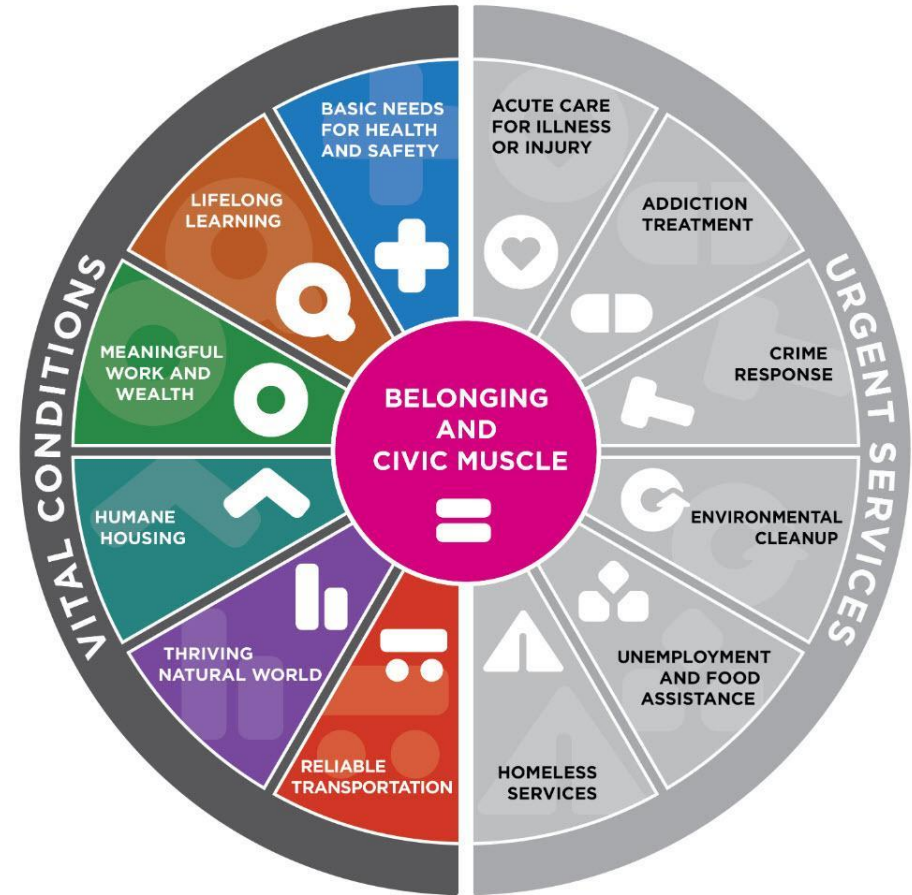 VITAL CONDITIONS
BASIC NEEDS
FOR HEALTH
AND SAFETY
LIFELONG
LEARNING
MEANINGFUL
WORK AND
WEALTH
HUMANE
HOUSING
THRIVING
NATURAL WORLD
RELIABLE
TRANSPORTATION
BELONGING
AND
CIVIC MUSCLE
URGENT SERVICES
ACUTE CARE
FOR ILLNESS
OR INJURY
ADDICTION
TREATMENT
CRIME
RESPONSE
ENVIRONMENTAL
CLEANUP
UNEMPLOYMENT
AND FOOD
ASSISTANCE
HOMELESS
SERVICES